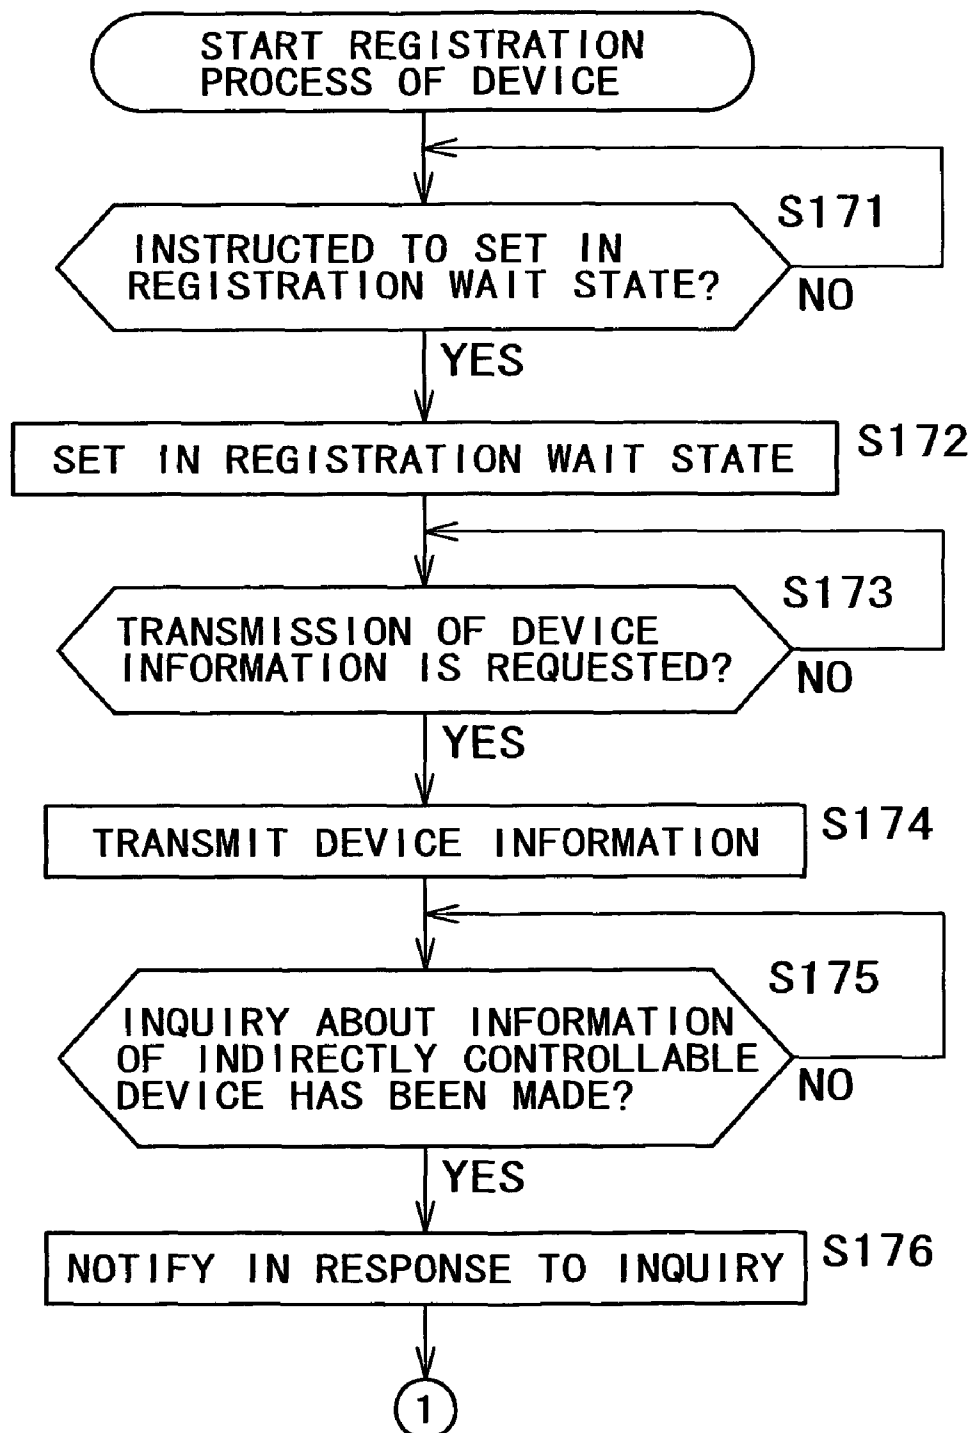 START REGISTRATION
PROCESS OF DEVICE
S171
INSTRUCTED TO SET IN
REGISTRATION WAIT STATE?
NO
YES
SET IN REGISTRATION WAIT STATE
S172
S173
TRANSMISSION OF DEVICE
INFORMATION IS REQUESTED?
NO
YES
TRANSMIT DEVICE INFORMATION
S174
S175
INQUIRY ABOUT INFORMATION
OF INDIRECTLY CONTROLLABLE
DEVICE HAS BEEN MADE?
NO
YES
NOTIFY IN RESPONSE TO INQUIRY
S176
1